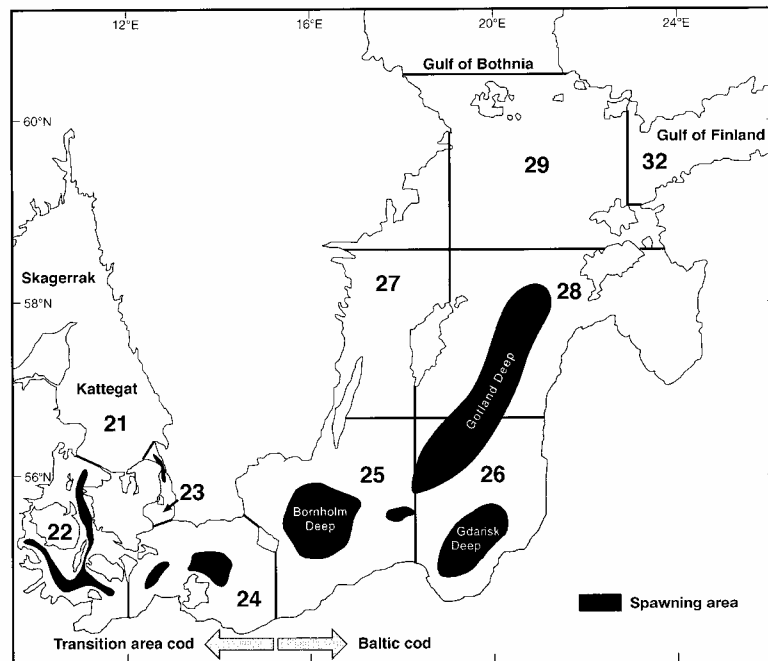 12°E 16°E 20°E 24°E
Gulf of Bothnia
60°N
Gulf of Finland
29
32
Skagerrak
27
28
58°N
Gotland Deep
Kattegat
21
56°N
23
25
26
22
Bornholm
Deep
Gdarisk
Deep
24
Spawning area
Transition area cod
Baltic cod